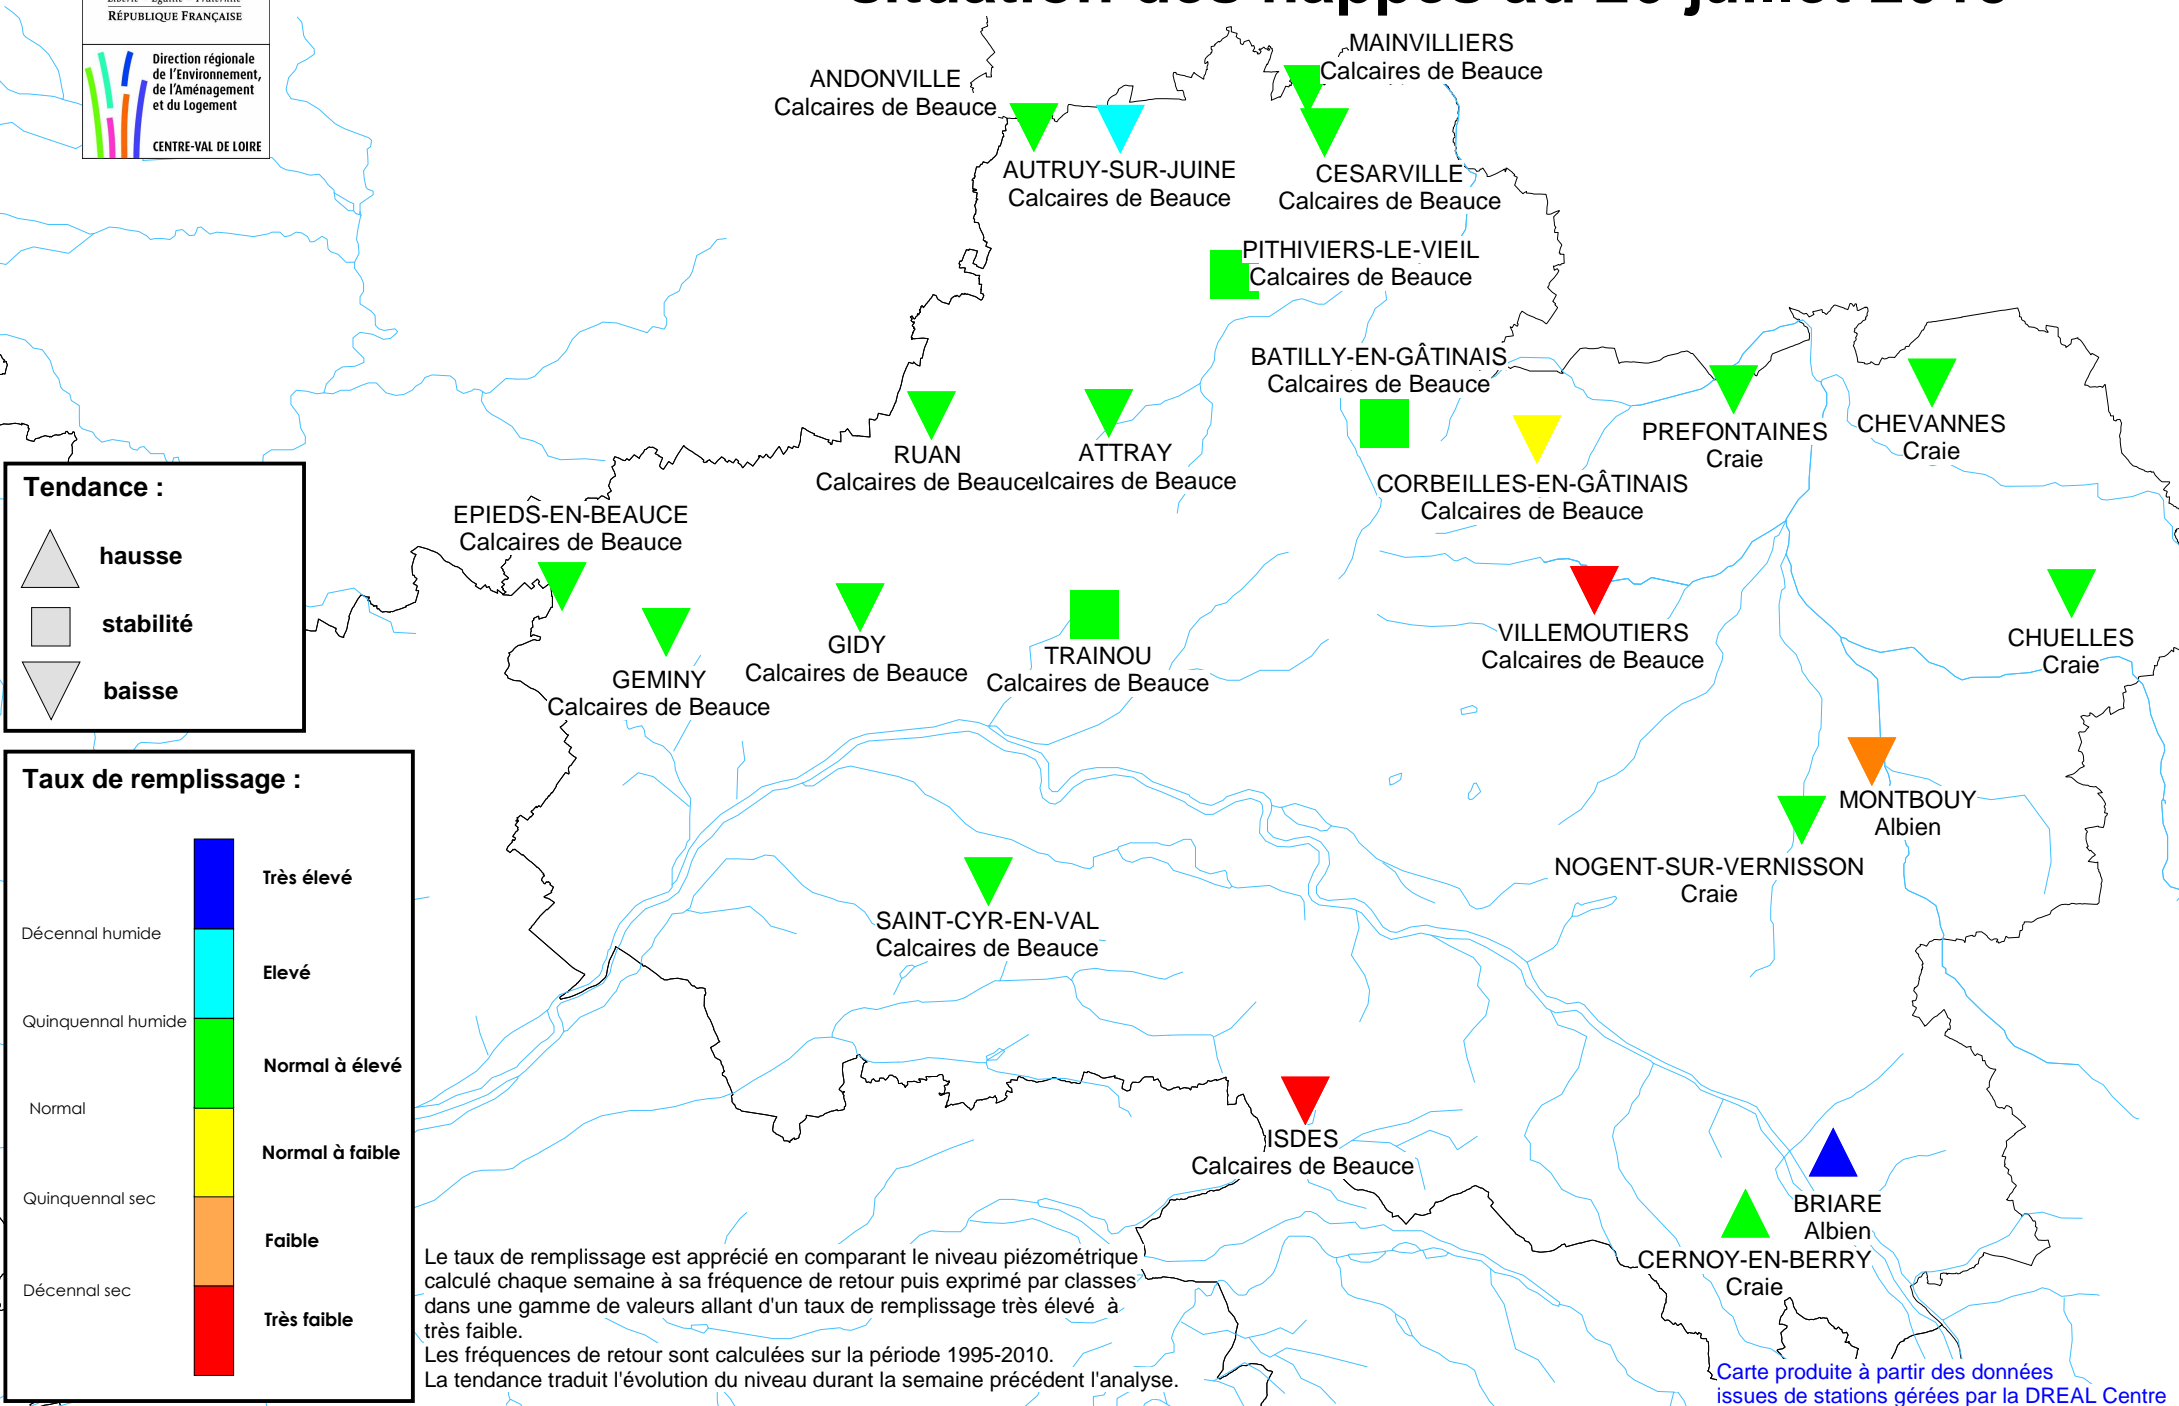 RÉPUBLIQUE FRANÇAISE
Direction régionale
de l'Environnement,
de l'Aménagement
et du Logement
CENTRE-VAL DE LOIRE
MAINVILLIERS
Calcaires de Beauce
ANDONVILLE
Calcaires de Beauce
AUTRUY-SUR-JUINE
Calcaires de Beauce
CESARVILLE
Calcaires de Beauce
PITHIVIERS-LE-VIEIL
Calcaires de Beauce
BATILLY-EN-GÂTINAIS
Calcaires de Beauce
PREFONTAINES
Craie
CHEVANNES
Craie
RUAN
Calcaires de Beauce
ATTRAY
lcaires de Beauce
CORBEILLES-EN-GÂTINAIS
Calcaires de Beauce
EPIEDS-EN-BEAUCE
Calcaires de Beauce
GEMINY
Calcaires de Beauce
GIDY
Calcaires de Beauce
TRAINOU
Calcaires de Beauce
VILLEMOUTIERS
Calcaires de Beauce
CHUELLES
Craie
MONTBOUY
Albien
NOGENT-SUR-VERNISSON
Craie
SAINT-CYR-EN-VAL
Calcaires de Beauce
ISDES
Calcaires de Beauce
BRIARE
Albien
CERNOY-EN-BERRY
Craie
Tendance :
hausse
stabilité
baisse
Taux de remplissage :
Très élevé
Décennal humide
Elevé
Quinquennal humide
Normal à élevé
Normal
Normal à faible
Quinquennal sec
Faible
Décennal sec
Très faible
Le taux de remplissage est apprécié en comparant le niveau piézométrique
calculé chaque semaine à sa fréquence de retour puis exprimé par classes
dans une gamme de valeurs allant d'un taux de remplissage très élevé à
très faible.
Les fréquences de retour sont calculées sur la période 1995-2010.
La tendance traduit l'évolution du niveau durant la semaine précédent l'analyse.
Carte produite à partir des données
issues de stations gérées par la DREAL Centre